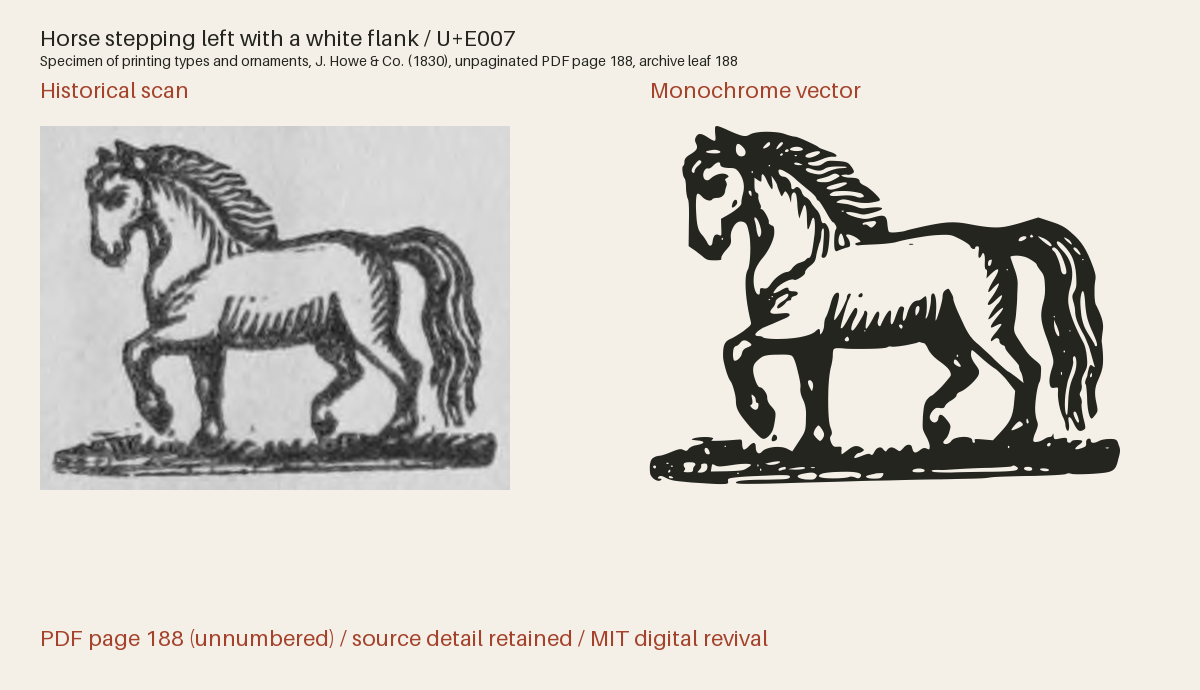 Horse stepping left with a white flank / U+E007
Specimen of printing types and ornaments, J. Howe & Co. (1830), unpaginated PDF page 188, archive leaf 188
Historical scan
Monochrome vector
PDF page 188 (unnumbered) / source detail retained / MIT digital revival